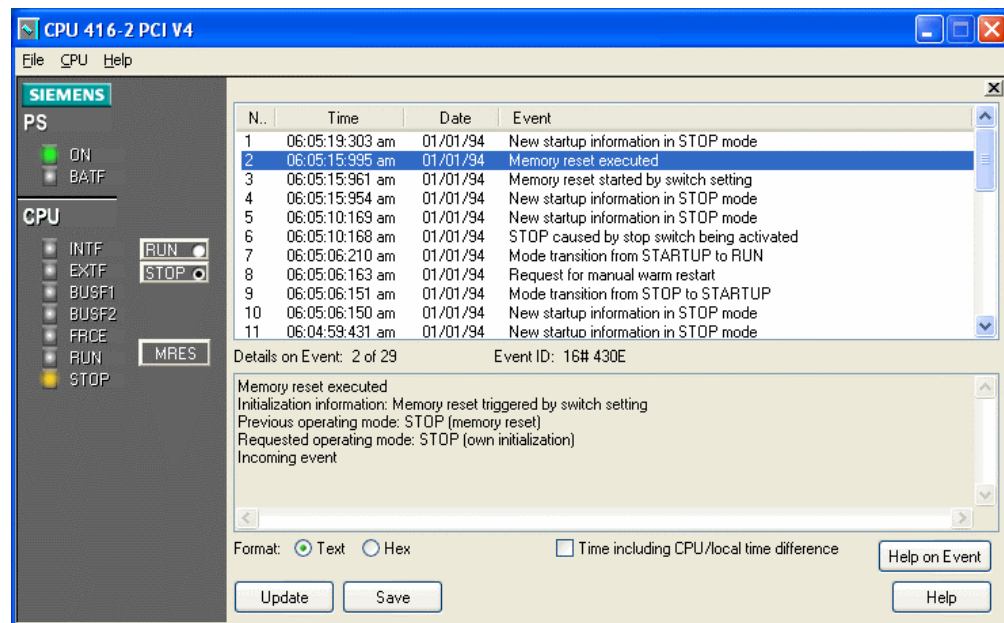 CPU 416-2 PCI V4
File CPU Help
SIEMENS
PS
ON
BATF
CPU
INTF
EXTF
BUSF1
BUSF2
FRCE
RUN
STOP
RUN
STOP
MRES
N.. Time Date Event
1 06:05:19:303 am 01/01/94 New startup information in STOP mode
2 06:05:15:995 am 01/01/94 Memory reset executed
3 06:05:15:961 am 01/01/94 Memory reset started by switch setting
4 06:05:15:954 am 01/01/94 New startup information in STOP mode
5 06:05:10:169 am 01/01/94 New startup information in STOP mode
6 06:05:10:168 am 01/01/94 STOP caused by stop switch being activated
7 06:05:06:210 am 01/01/94 Mode transition from STARTUP to RUN
8 06:05:06:163 am 01/01/94 Request for manual warm restart
9 06:05:06:151 am 01/01/94 Mode transition from STOP to STARTUP
10 06:05:06:150 am 01/01/94 New startup information in STOP mode
11 06:04:59:431 am 01/01/94 New startup information in STOP mode
Details on Event: 2 of 29 Event ID: 16# 430E
Memory reset executed
Initialization information: Memory reset triggered by switch setting
Previous operating mode: STOP (memory reset)
Requested operating mode: STOP (own initialization)
Incoming event
Format: Text Hex Time including CPU/local time difference
Help on Event
Update Save Help